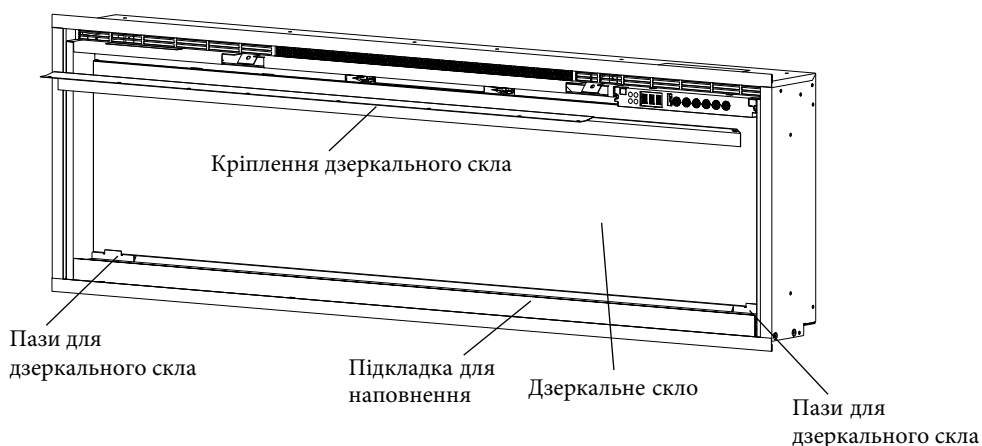 Кріплення дзеркального скла
Пази для
дзеркального скла
Підкладка для
наповнення
Дзеркальне скло
Пази для
дзеркального скла